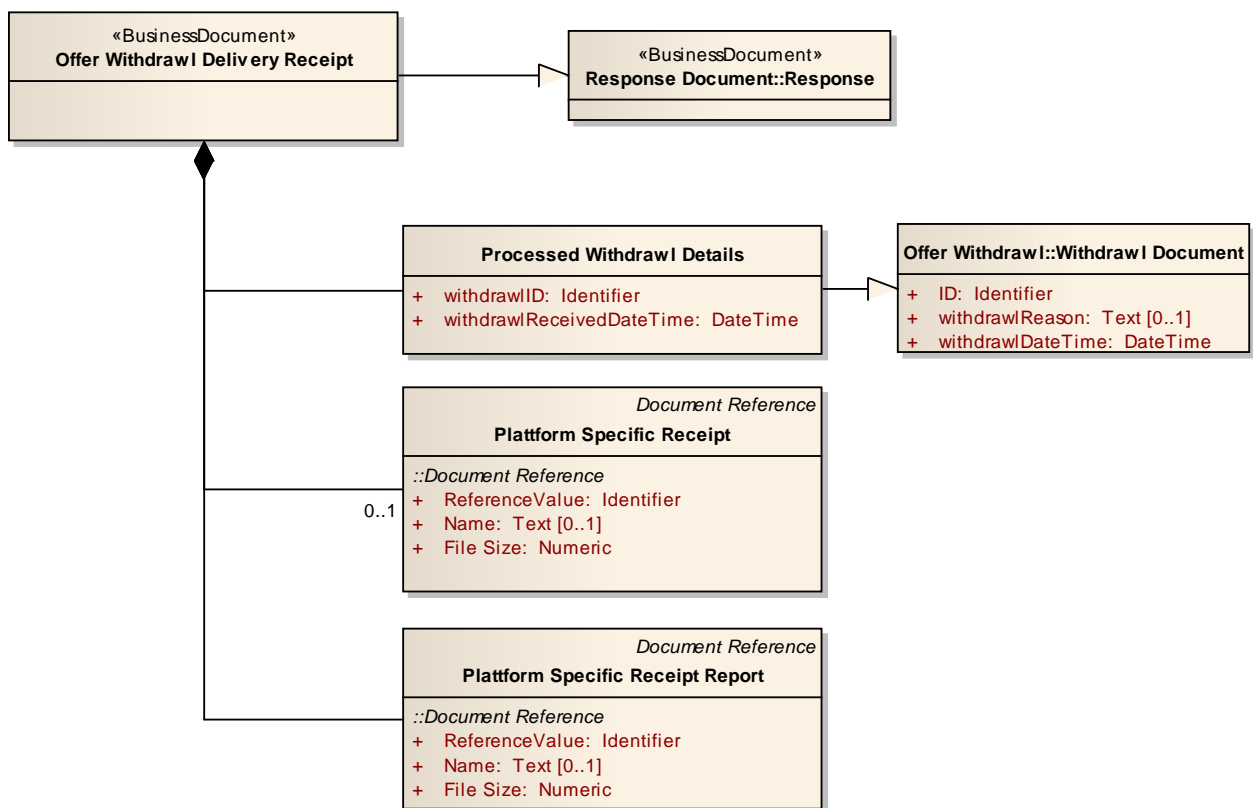 «BusinessDocument»
Offer Withdrawl Delivery Receipt
«BusinessDocument»
Response Document::Response
Processed Withdrawl Details
+ withdrawlID: Identifier
+ withdrawlReceivedDateTime: DateTime
Offer Withdrawl::Withdrawl Document
+ ID: Identifier
+ withdrawlReason: Text [0..1]
+ withdrawlDateTime: DateTime
Document Reference
Plattform Specific Receipt
::Document Reference
+ ReferenceValue: Identifier
+ Name: Text [0..1]
+ File Size: Numeric
0..1
Document Reference
Plattform Specific Receipt Report
::Document Reference
+ ReferenceValue: Identifier
+ Name: Text [0..1]
+ File Size: Numeric